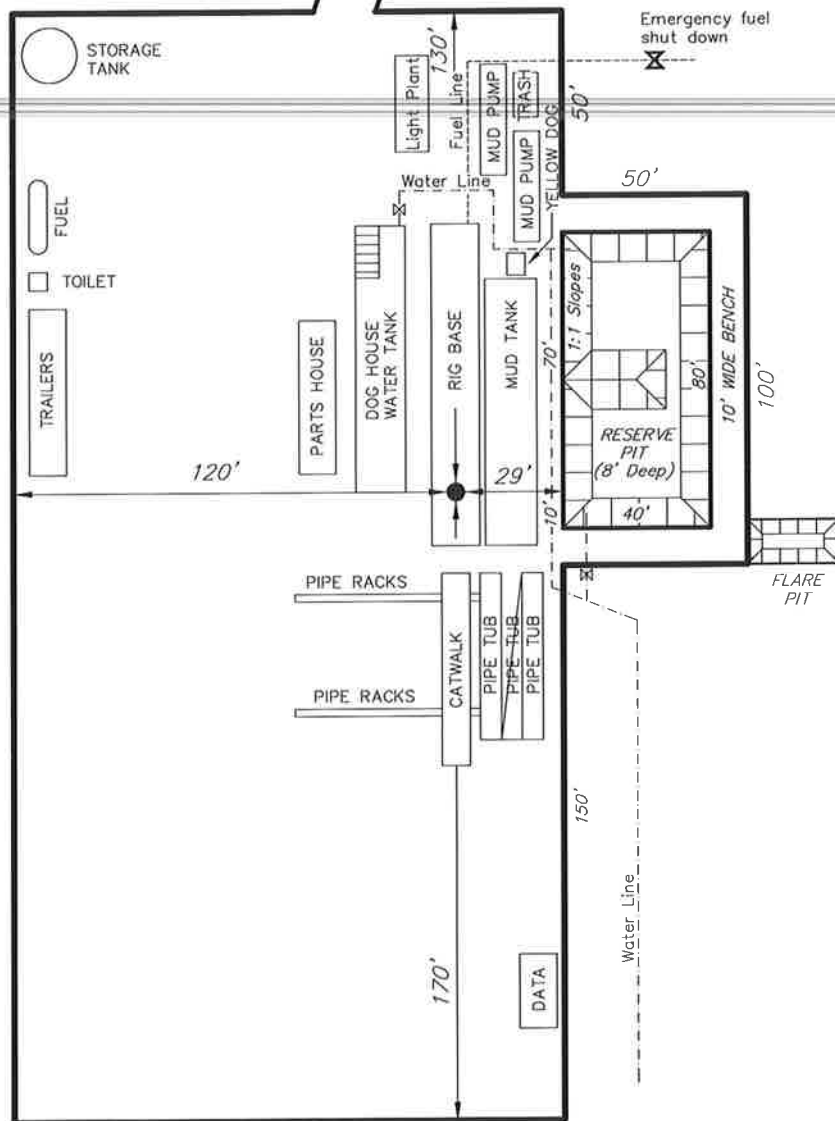 STORAGE
TANK
130'
Emergency fuel
shut down
Light Plant
Fuel Line
MUD PUMP
TRASH
50'
MUD PUMP
YELLOW DOG
Water Line
50'
FUEL
TOILET
TRAILERS
PARTS HOUSE
DOG HOUSE
WATER TANK
RIG BASE
MUD TANK
70'
1:1 Slopes
80'
10' WIDE BENCH
100'
RESERVE
PIT
(8' Deep)
120'
29'
10'
40'
FLARE
PIT
PIPE RACKS
CATWALK
PIPE TUB
PIPE TUB
PIPE TUB
PIPE RACKS
150'
Water Line
170'
DATA